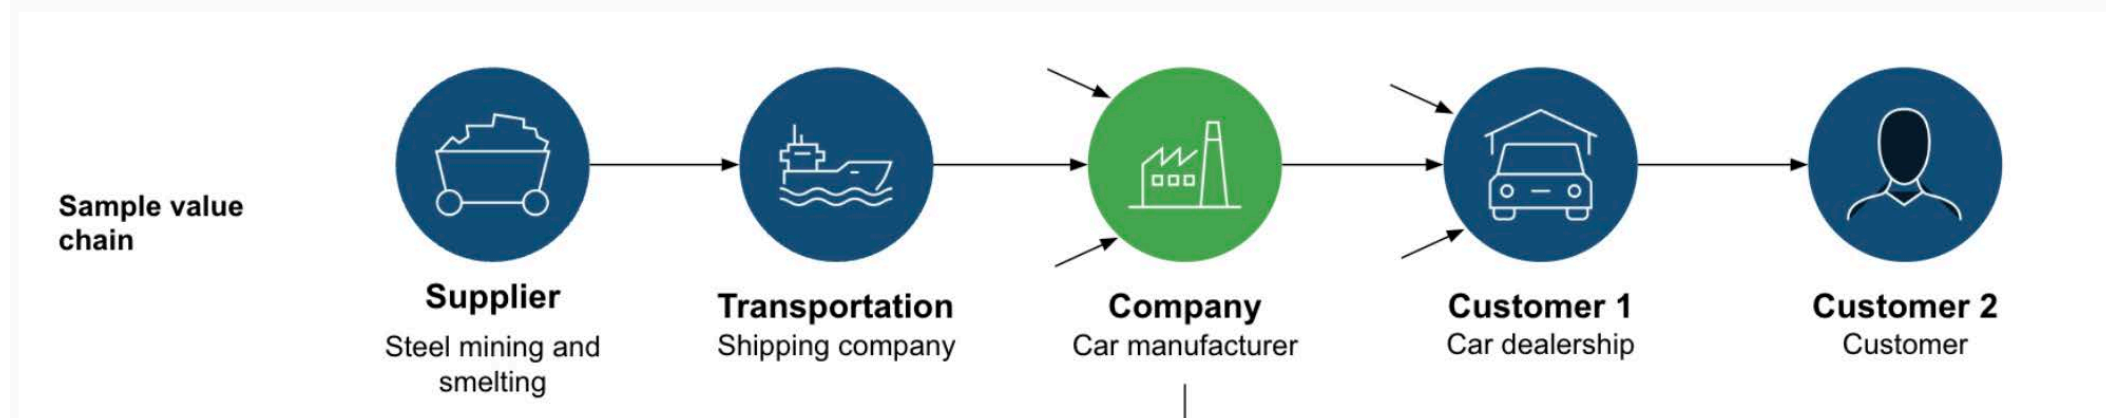 Sample value
chain
Supplier
Steel mining and
smelting
Transportation
Shipping company
Company
Car manufacturer
Customer 1
Car dealership
Customer 2
Customer